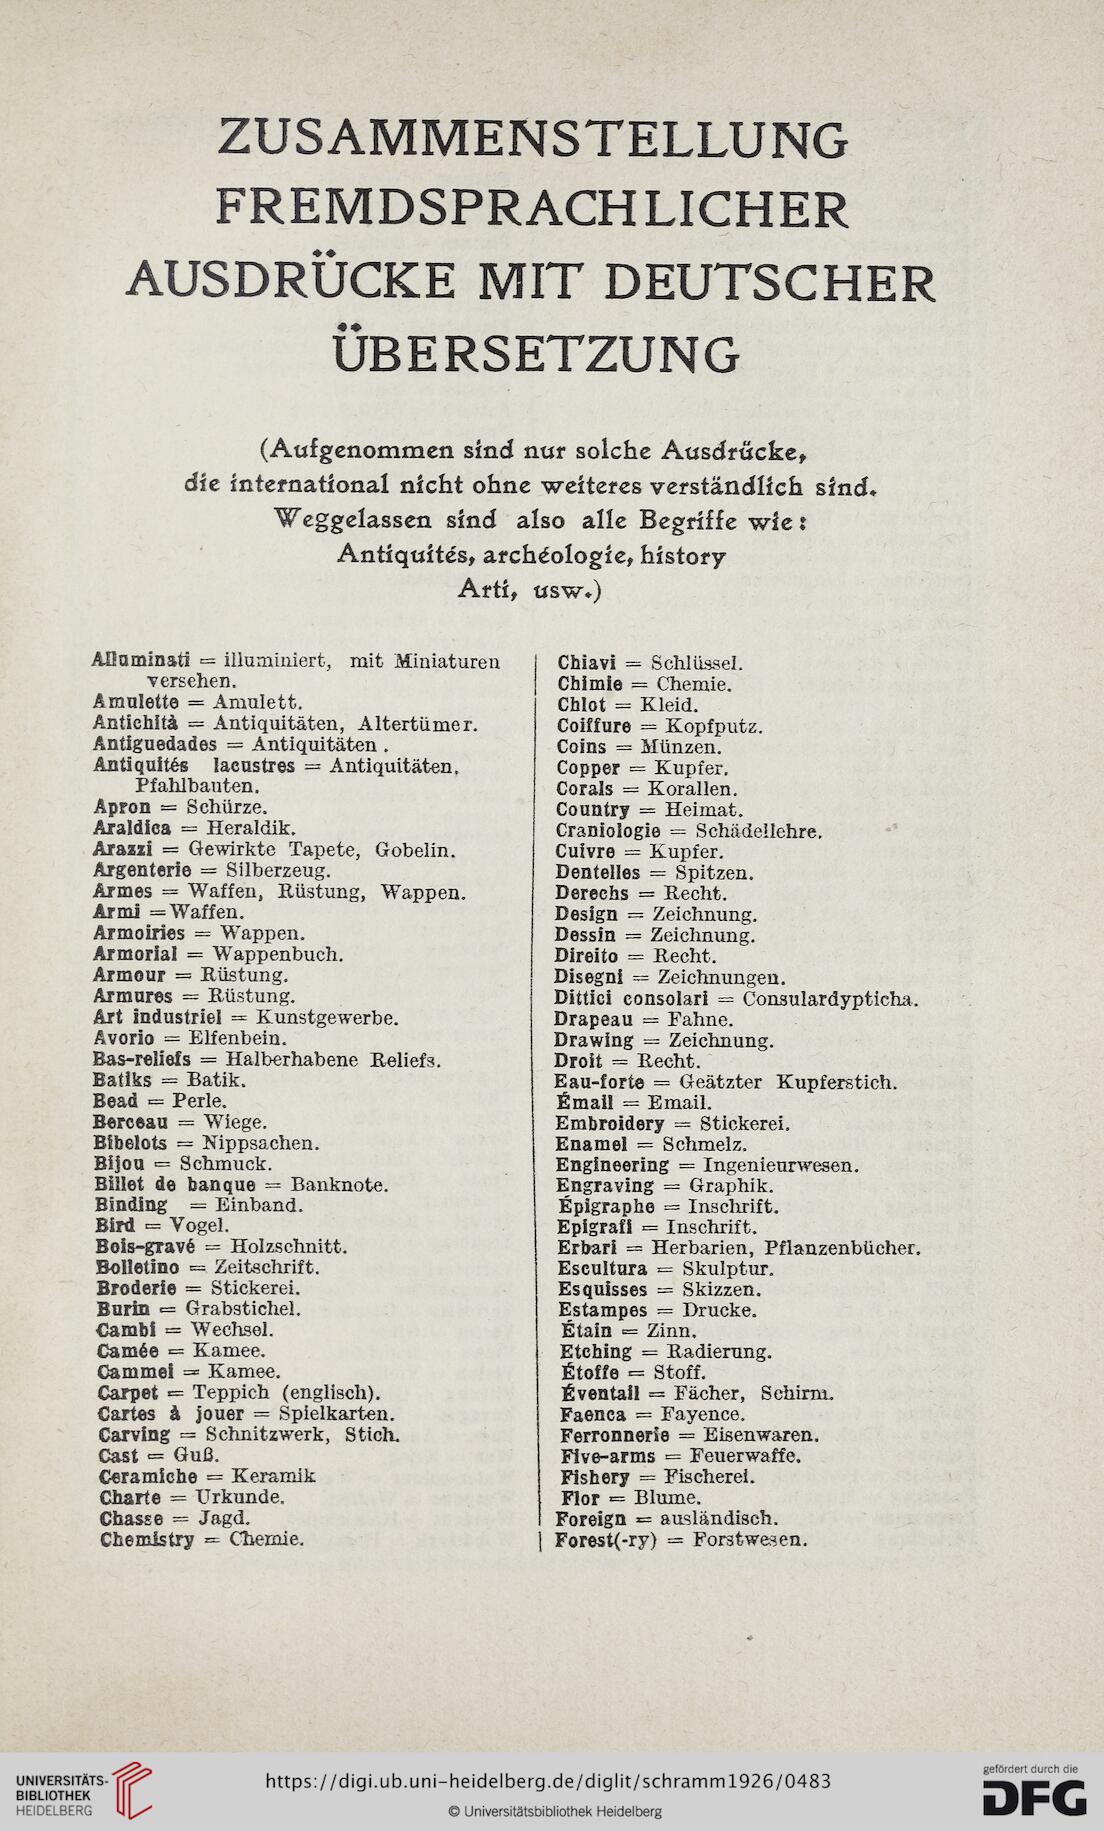 ZUSAMMENSTELLUNG
FREMDSPRACHLICHER
AUSDRÜCKE MIT DEUTSCHER
ÜBERSETZUNG
(Aufgenommen sind nur solche Ausdrücke,
die international nicht ohne weiteres verständlich sind.
Weggelassen sind also alle Begriffe wie:
Antiquités, archéologie, history
Arti, usw.)
Alluminati = illuminiert, mit Miniaturen
versehen.
Amulette = Amulett.
Antichità = Antiquitäten, Altertümer.
Antiguedades = Antiquitäten.
Antiquités lacustres = Antiquitäten,
Pfahlbauten.
Apron = Schürze.
Araldica = Heraldik.
Arazzi = Gewirkte Tapete, Gobelin.
Argenterie = Silberzeug.
Armes = Waffen, Rüstung, Wappen.
Armi = Waffen.
Armoiries = Wappen.
Armorial = Wappenbuch.
Armour = Rüstung.
Armures = Rüstung.
Art industriel = Kunstgewerbe.
Avorio = Elfenbein.
Bas-reliefs = Halberhabene Reliefs.
Batiks = Batik.
Bead = Perle.
Berceau = Wiege.
Bibelots = Nippsachen.
Bijou = Schmuck.
Billet de banque = Banknote.
Binding = Einband.
Bird = Vogel.
Bois-gravé = Holzschnitt.
Bolletino = Zeitschrift.
Broderie = Stickerei.
Burin = Grabstichel.
Cambi = Wechsel.
Camée = Kamee.
Cammei = Kamee.
Carpet = Teppich (englisch).
Cartes à jouer = Spielkarten.
Carving = Schnitzwerk, Stich.
Cast = Guß.
Ceramiche = Keramik
Charte = Urkunde.
Chasse = Jagd.
Chemistry = Chemie.
Chiavi = Schlüssel.
Chimie = Chemie.
Chlot = Kleid.
Coiffure = Kopfputz.
Coins = Münzen.
Copper = Kupfer.
Corals = Korallen.
Country = Heimat.
Craniologie = Schädellehre.
Cuivre = Kupfer.
Dentelles = Spitzen.
Derechs = Recht.
Design = Zeichnung.
Dessin = Zeichnung.
Direito = Recht.
Disegni = Zeichnungen.
Dittici consolari = Consulardypticha.
Drapeau = Fahne.
Drawing = Zeichnung.
Droit = Recht.
Eau-forte = Geätzter Kupferstich.
Émail = Email.
Embroidery = Stickerei.
Enamel = Schmelz.
Engineering = Ingenieurwesen.
Engraving = Graphik.
Épigraphe = Inschrift.
Epigrafi = Inschrift.
Erbari = Herbarien, Pflanzenbücher.
Escultura = Skulptur.
Esquisses = Skizzen.
Estampes = Drucke.
Étain = Zinn.
Etching = Radierung.
Étoffe = Stoff.
Éventail = Fächer, Schirm.
Faenca = Fayence.
Ferronnerie = Eisenwaren.
Five-arms = Feuerwaffe.
Fishery = Fischerei.
Flor = Blume.
Foreign = ausländisch.
Forest(-ry) = Forstwesen.
UNIVERSITÄTS-
BIBLIOTHEK
HEIDELBERG
https://digi.ub.uni-heidelberg.de/diglit/schramm1926/0483
© Universitätsbibliothek Heidelberg
gefördert durch die
DFG